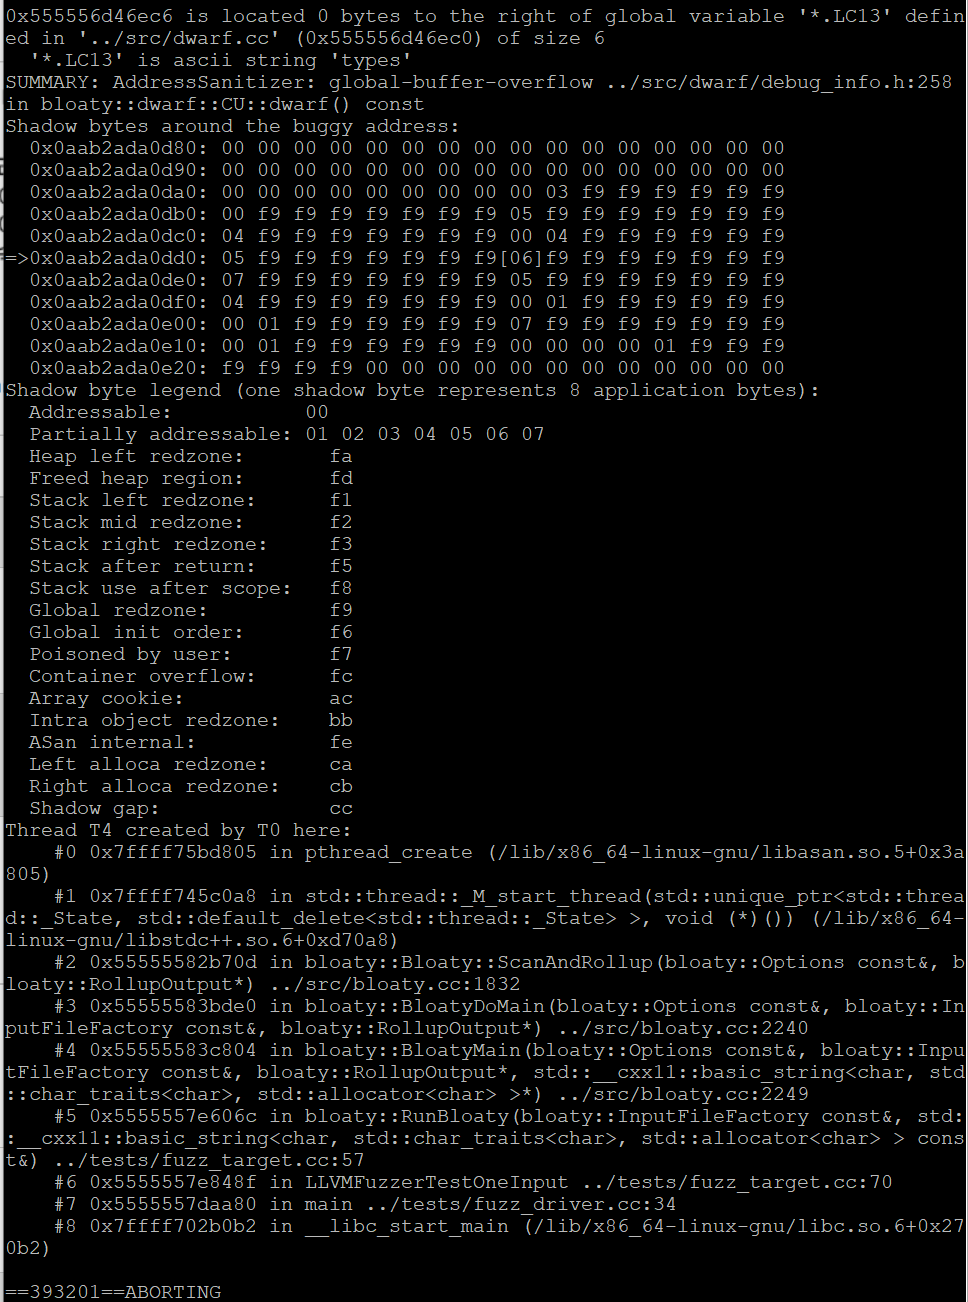 0x555556d46ec6 is located 0 bytes to the right of global variable '*.LC13' defin
ed in '../src/dwarf.cc' (0x555556d46ec0) of size 6
  '*.LC13' is ascii string 'types'
SUMMARY: AddressSanitizer: global-buffer-overflow ../src/dwarf/debug_info.h:258
in bloaty::dwarf::CU::dwarf() const
Shadow bytes around the buggy address:
  0x0aab2ada0d80: 00 00 00 00 00 00 00 00 00 00 00 00 00 00 00 00
  0x0aab2ada0d90: 00 00 00 00 00 00 00 00 00 00 00 00 00 00 00 00
  0x0aab2ada0da0: 00 00 00 00 00 00 00 00 00 03 f9 f9 f9 f9 f9 f9
  0x0aab2ada0db0: 00 f9 f9 f9 f9 f9 f9 f9 05 f9 f9 f9 f9 f9 f9 f9
  0x0aab2ada0dc0: 04 f9 f9 f9 f9 f9 f9 f9 00 04 f9 f9 f9 f9 f9 f9
=>0x0aab2ada0dd0: 05 f9 f9 f9 f9 f9 f9 f9[06]f9 f9 f9 f9 f9 f9 f9
  0x0aab2ada0de0: 07 f9 f9 f9 f9 f9 f9 f9 05 f9 f9 f9 f9 f9 f9 f9
  0x0aab2ada0df0: 04 f9 f9 f9 f9 f9 f9 f9 00 01 f9 f9 f9 f9 f9 f9
  0x0aab2ada0e00: 00 01 f9 f9 f9 f9 f9 f9 07 f9 f9 f9 f9 f9 f9 f9
  0x0aab2ada0e10: 00 01 f9 f9 f9 f9 f9 f9 00 00 00 00 01 f9 f9 f9
  0x0aab2ada0e20: f9 f9 f9 f9 00 00 00 00 00 00 00 00 00 00 00 00
Shadow byte legend (one shadow byte represents 8 application bytes):
  Addressable:           00
  Partially addressable: 01 02 03 04 05 06 07
  Heap left redzone:       fa
  Freed heap region:       fd
  Stack left redzone:      f1
  Stack mid redzone:       f2
  Stack right redzone:     f3
  Stack after return:      f5
  Stack use after scope:   f8
  Global redzone:          f9
  Global init order:       f6
  Poisoned by user:        f7
  Container overflow:      fc
  Array cookie:            ac
  Intra object redzone:    bb
  ASan internal:           fe
  Left alloca redzone:     ca
  Right alloca redzone:    cb
  Shadow gap:              cc
Thread T4 created by T0 here:
    #0 0x7ffff75bd805 in pthread_create (/lib/x86_64-linux-gnu/libasan.so.5+0x3a
805)
    #1 0x7ffff745c0a8 in std::thread::_M_start_thread(std::unique_ptr<std::threa
d::_State, std::default_delete<std::thread::_State> >, void (*)()) (/lib/x86_64-
linux-gnu/libstdc++.so.6+0xd70a8)
    #2 0x55555582b70d in bloaty::Bloaty::ScanAndRollup(bloaty::Options const&, b
loaty::RollupOutput*) ../src/bloaty.cc:1832
    #3 0x55555583bde0 in bloaty::BloatyDoMain(bloaty::Options const&, bloaty::In
putFileFactory const&, bloaty::RollupOutput*) ../src/bloaty.cc:2240
    #4 0x55555583c804 in bloaty::BloatyMain(bloaty::Options const&, bloaty::Inpu
tFileFactory const&, bloaty::RollupOutput*, std::__cxx11::basic_string<char, std
::char_traits<char>, std::allocator<char> >*) ../src/bloaty.cc:2249
    #5 0x5555557e606c in bloaty::RunBloaty(bloaty::InputFileFactory const&, std:
:__cxx11::basic_string<char, std::char_traits<char>, std::allocator<char> > cons
t&) ../tests/fuzz_target.cc:57
    #6 0x5555557e848f in LLVMFuzzerTestOneInput ../tests/fuzz_target.cc:70
    #7 0x5555557daa80 in main ../tests/fuzz_driver.cc:34
    #8 0x7ffff702b0b2 in __libc_start_main (/lib/x86_64-linux-gnu/libc.so.6+0x27
0b2)

==393201==ABORTING